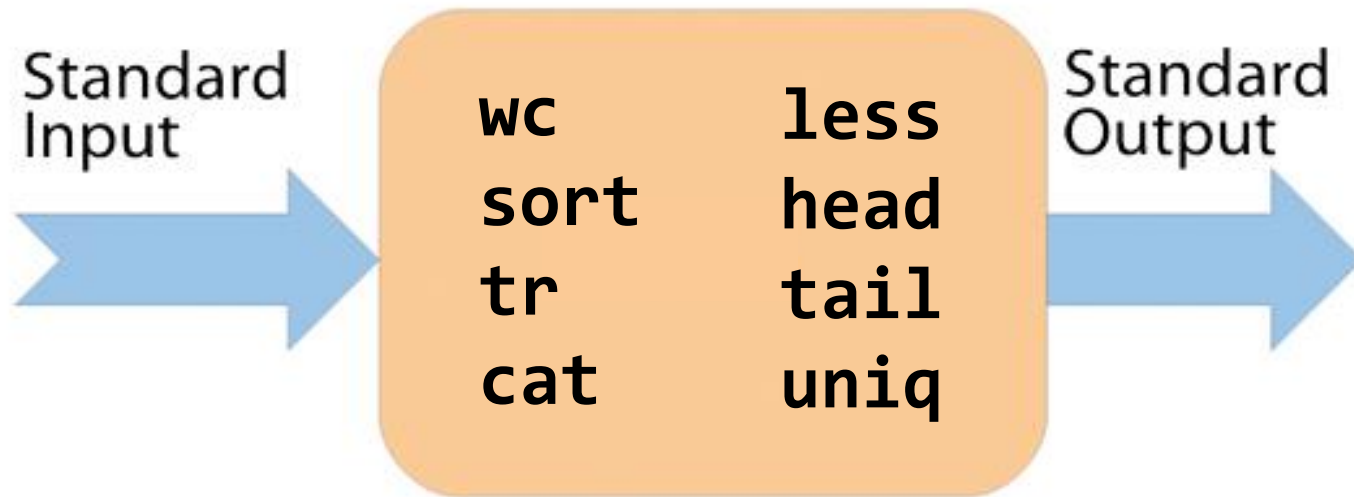 Standard
Input
wc
sort
tr
cat
less
head
tail
uniq
Standard
Output